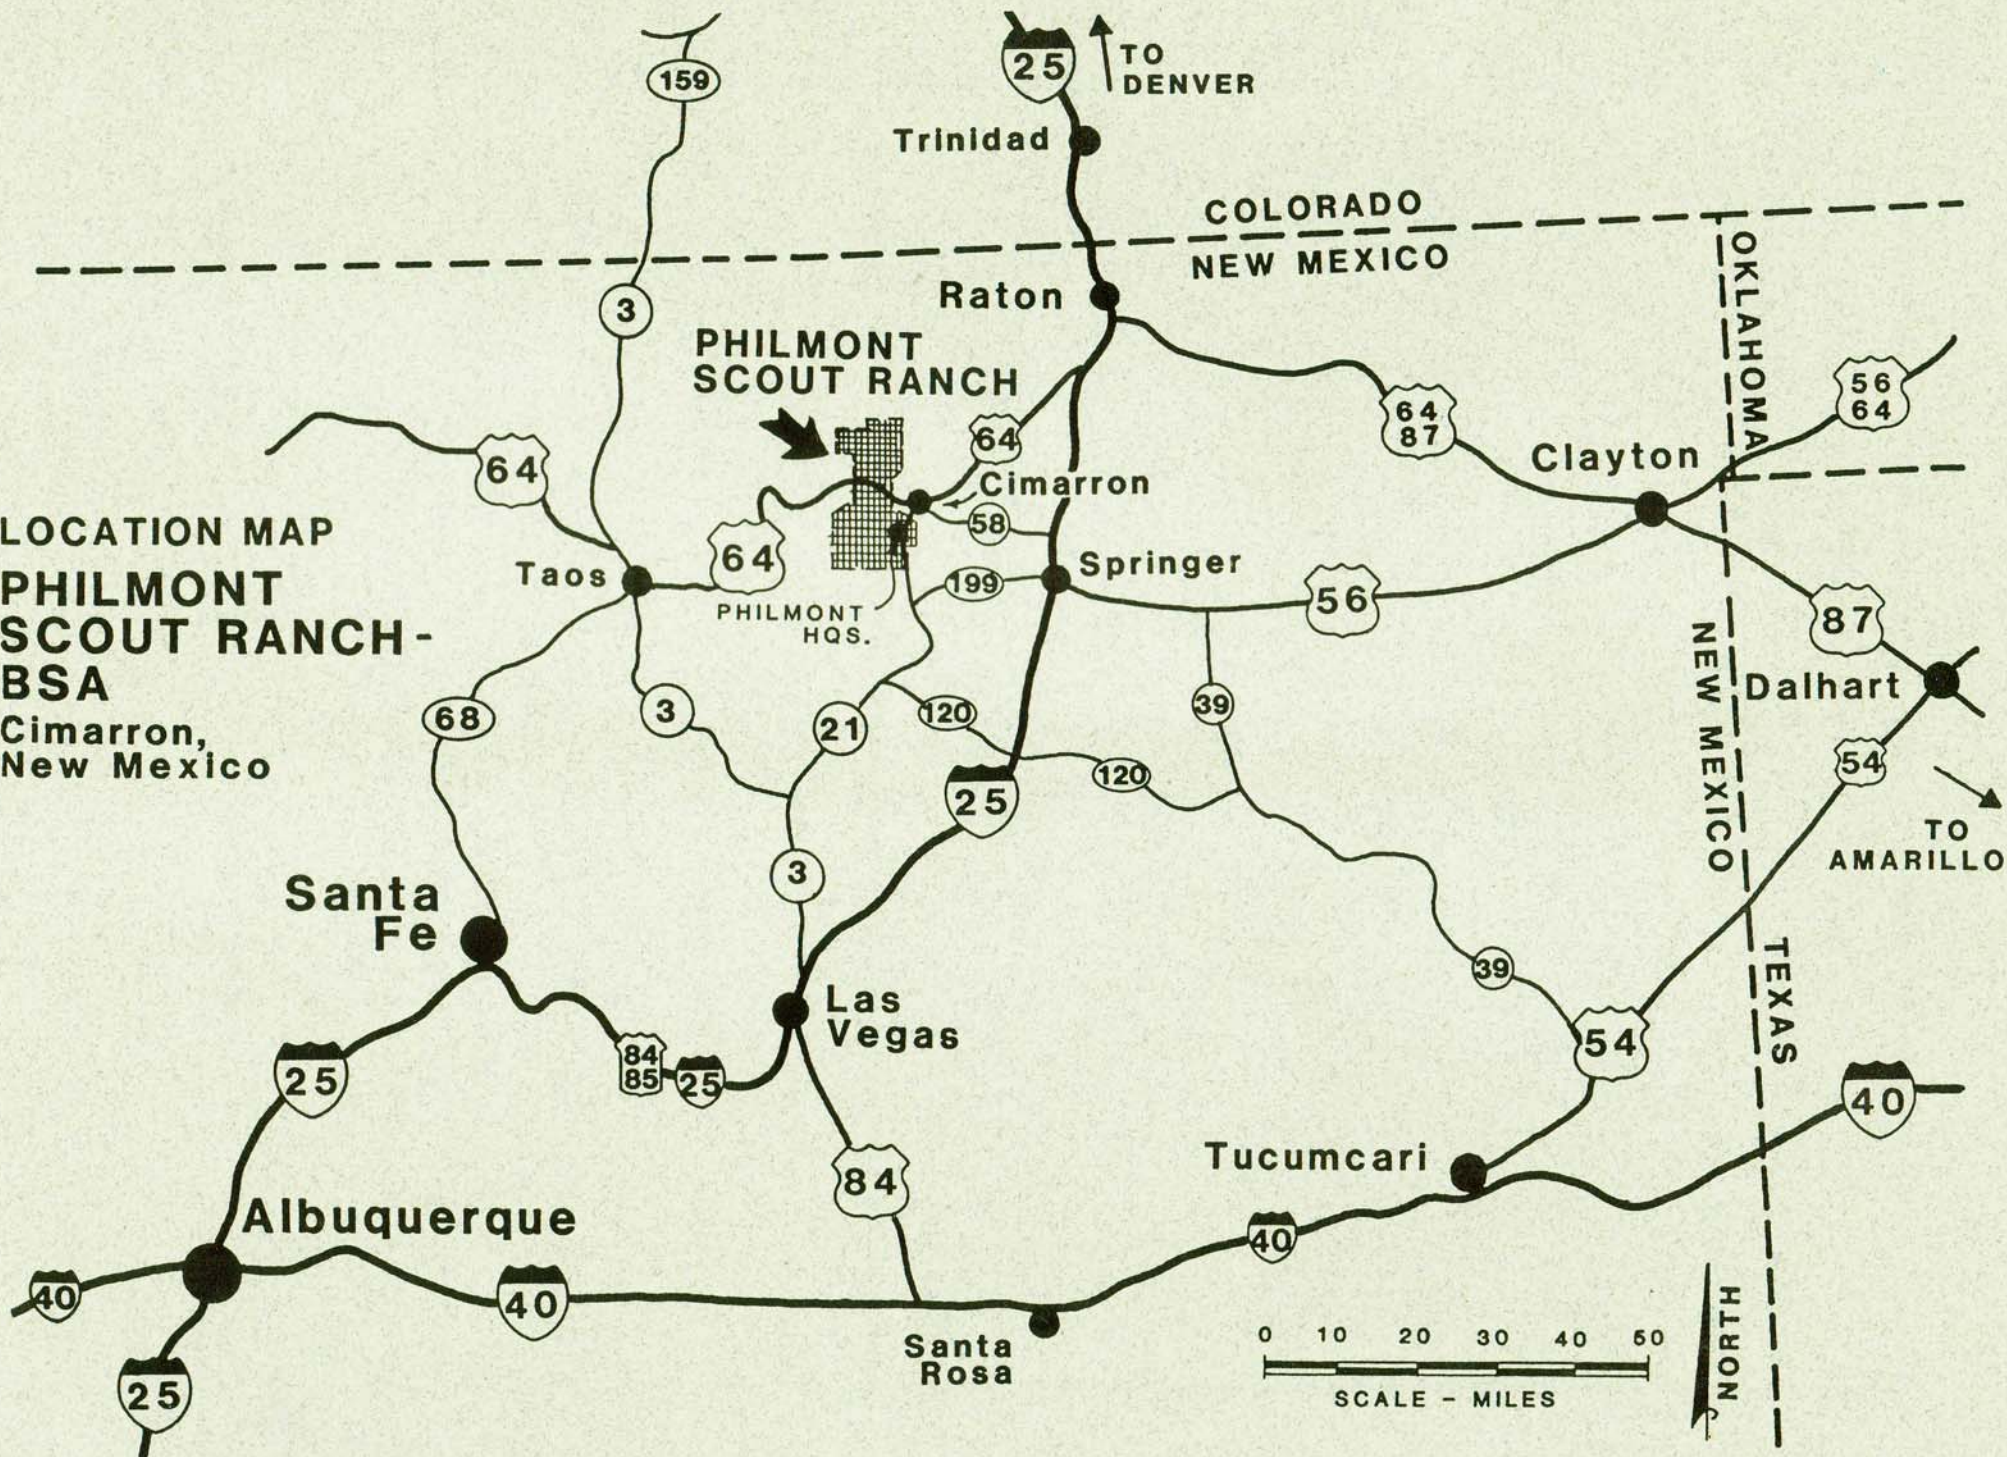 159
25
TO
DENVER
Trinidad
COLORADO
NEW MEXICO
OKLAHOMA
3
Raton
PHILMONT
SCOUT RANCH
56
64
64
87
64
64
Clayton
Cimarron
58
LOCATION MAP
PHILMONT
SCOUT RANCH-
BSA
Cimarron,
New Mexico
Taos
64
199
Springer
56
PHILMONT
HQS.
87
NEW MEXICO
Dalhart
68
3
21
120
39
120
54
25
TO
AMARILLO
3
Santa
Fe
39
TEXAS
Las
Vegas
54
84
85
25
25
40
Tucumcari
84
Albuquerque
40
40
40
Santa
Rosa
25
0 10 20 30 40 50
SCALE - MILES
NORTH